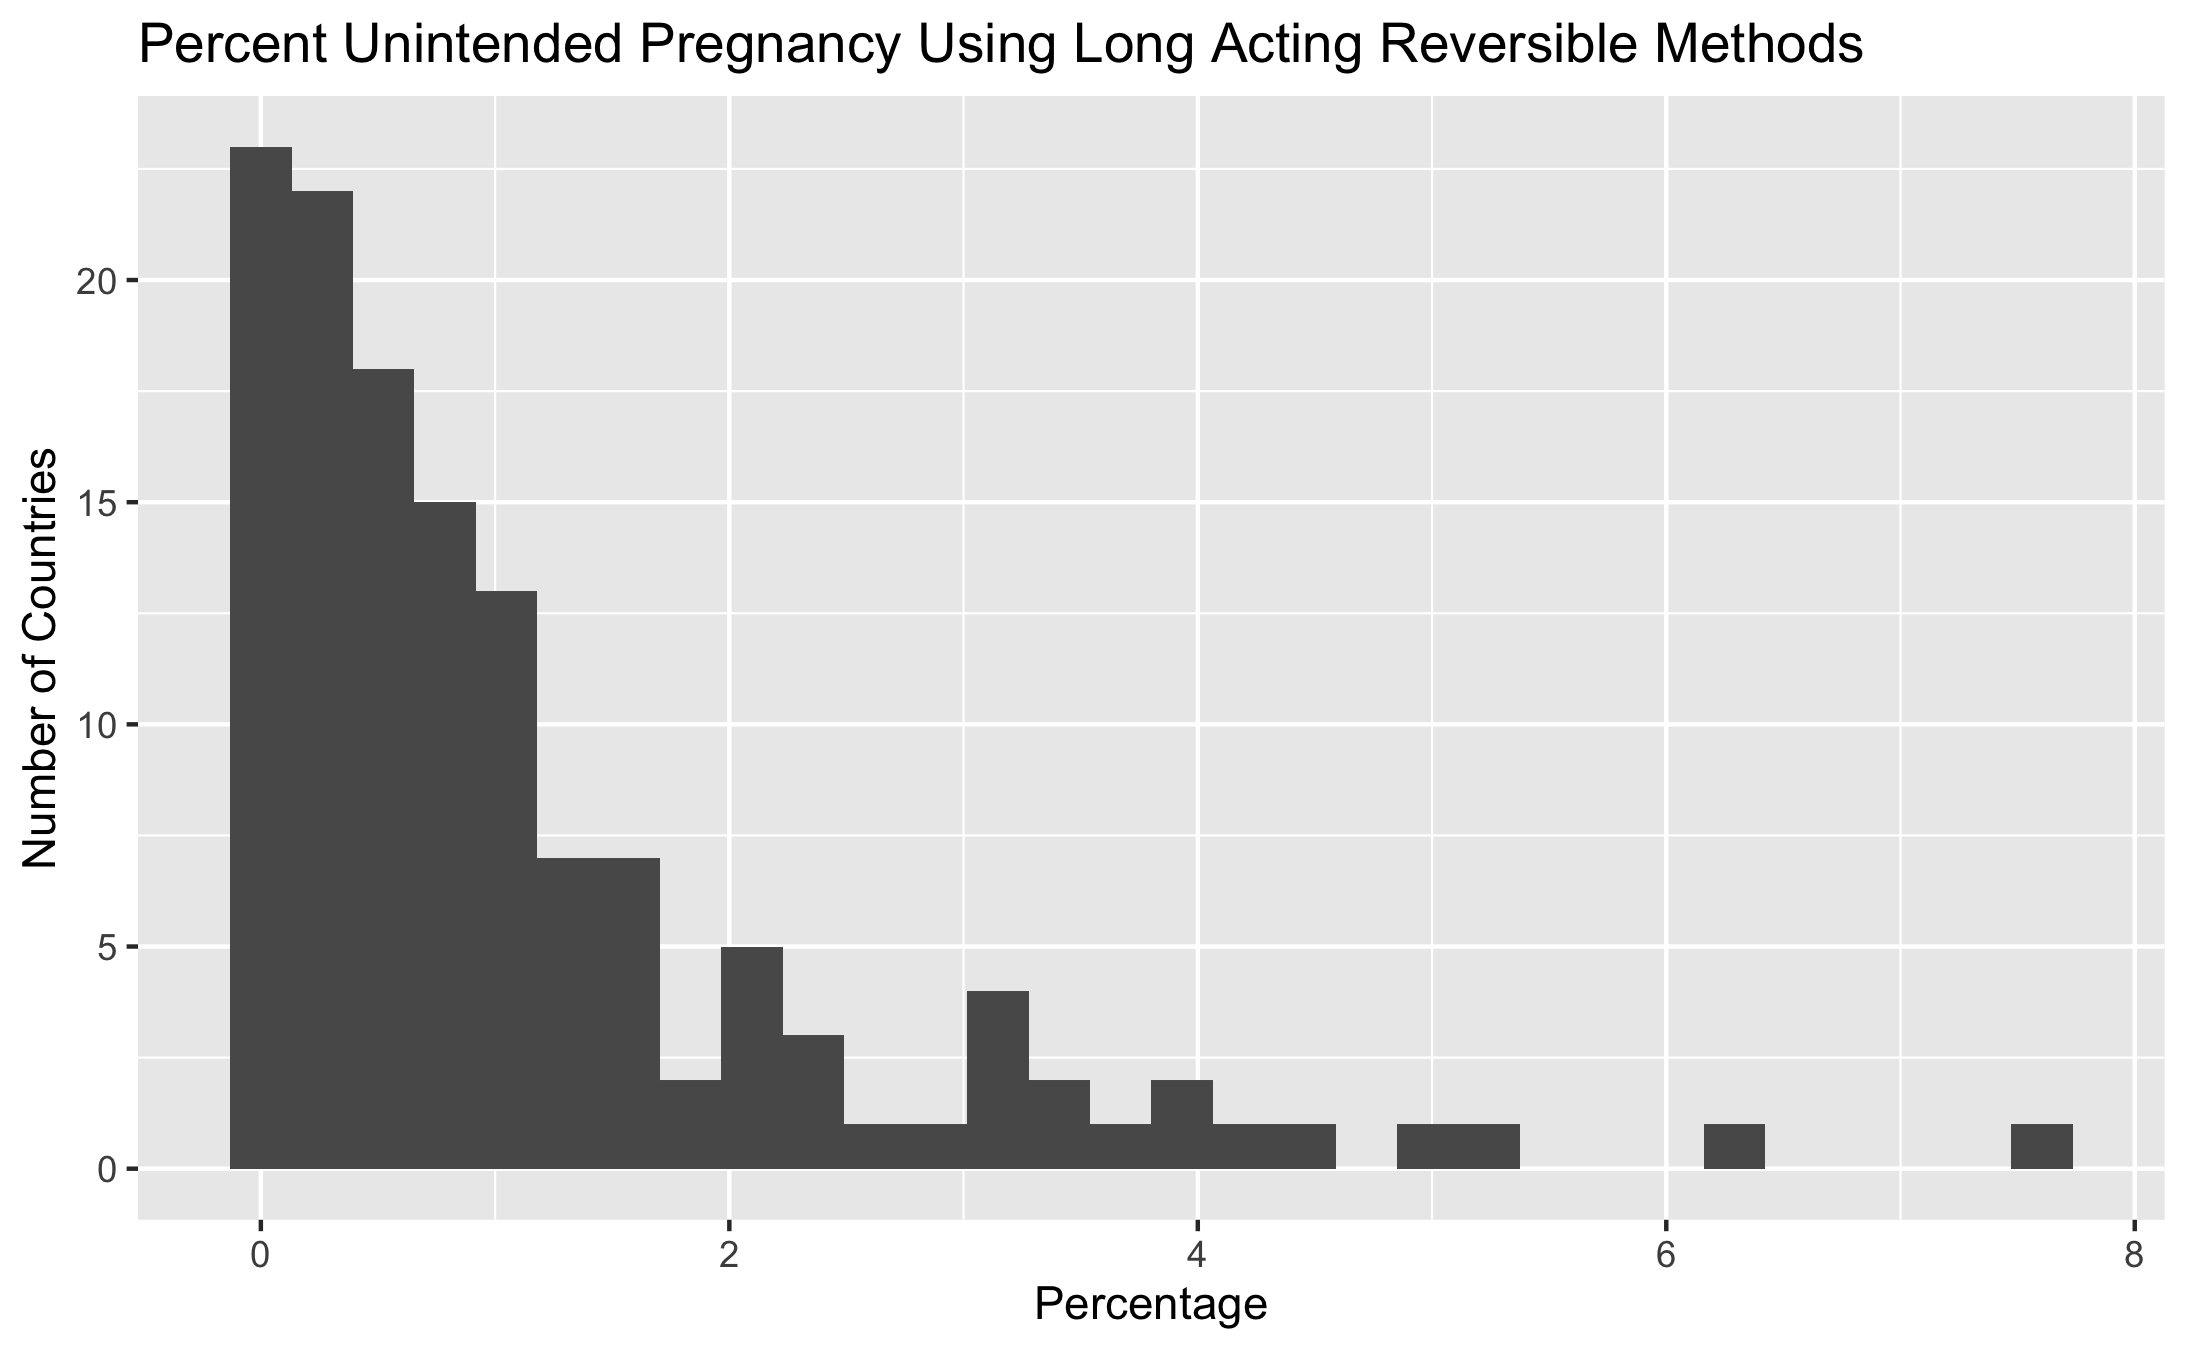 Percent Unintended Pregnancy Using Long Acting Reversible Methods
Number of Countries
20
15
10
5
0
0 2 4 6 8
Percentage